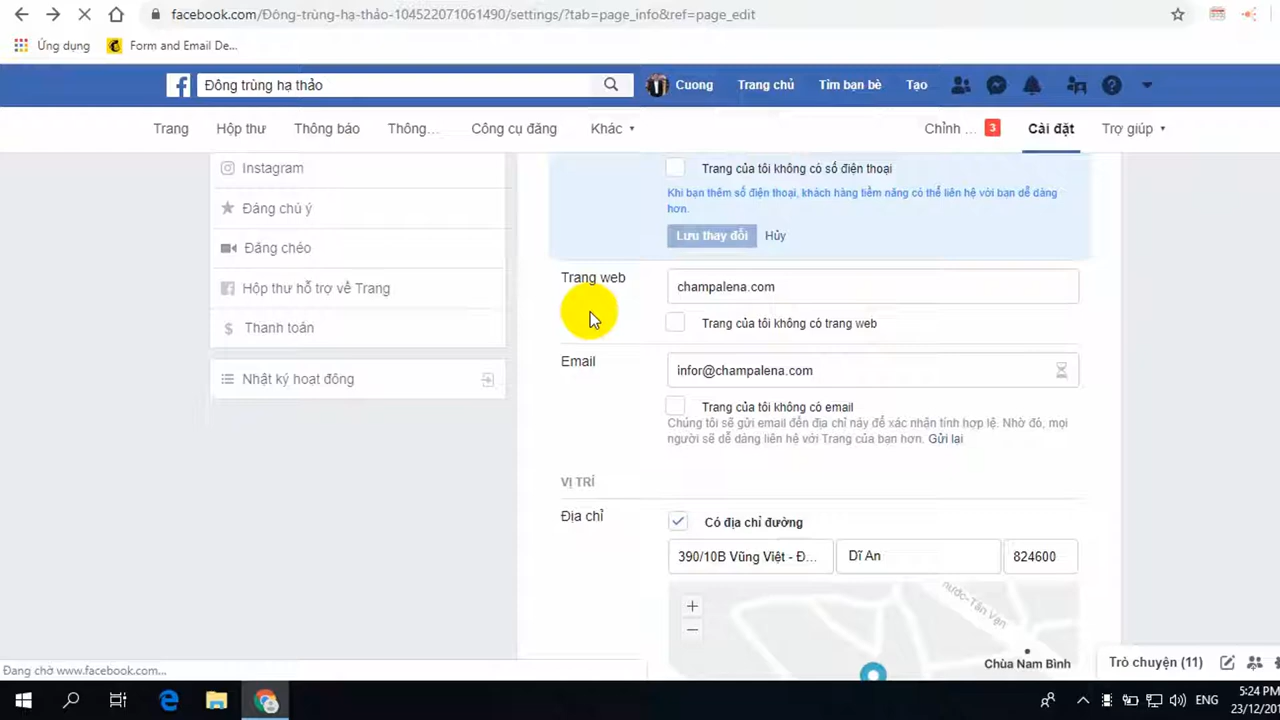 facebook.com/Đông-trùng-hạ-thảo-104522071061490/settings/?tab=page_info&ref=page_edit
Ứng dụng
Form and Email De...
Đông trùng hạ thảo
Cuong
Trang chủ
Tìm bạn bè
Tạo
Trang
Hộp thư
Thông báo
Thông...
Công cụ đăng
Khác
Chỉnh ...
3
Cài đặt
Trợ giúp
Instagram
Đáng chú ý
Đăng chéo
Hộp thư hỗ trợ về Trang
$ Thanh toán
Nhật ký hoạt động
Trang của tôi không có số điện thoại
Khi bạn thêm số điện thoại, khách hàng tiềm năng có thể liên hệ với bạn dễ dàng
hơn.
Lưu thay đổi
Hủy
Trang web
champalena.com
Trang của tôi không có trang web
Email
infor@champalena.com
Trang của tôi không có email
Chúng tôi sẽ gửi email đến địa chỉ này để xác nhận tính hợp lệ. Nhờ đó, mọi
người sẽ dễ dàng liên hệ với Trang của bạn hơn. Gửi lại
VỊ TRÍ
Địa chỉ
Có địa chỉ đường
390/10B Vũng Việt - Đ...
Dĩ An
824600
+
−
nước-Tân Vạn
Chùa Nam Bình
Trò chuyện (11)
Đang chờ www.facebook.com...
ENG
5:24 PM